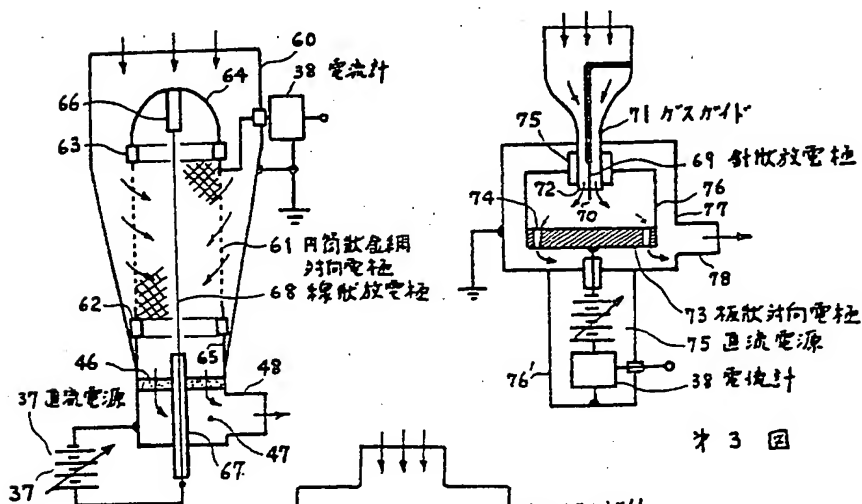 60
38 電流計
64
66
63
61 円筒状金網
対向電極
68 線状放電極
62
65
46
48
37 直流電源
37
37
47
67
71 ガスガイド
75
69 針状放電極
72
76
74
70
77
78
73 板状対向電極
75 直流電源
76'
38 電流計
第 3 図